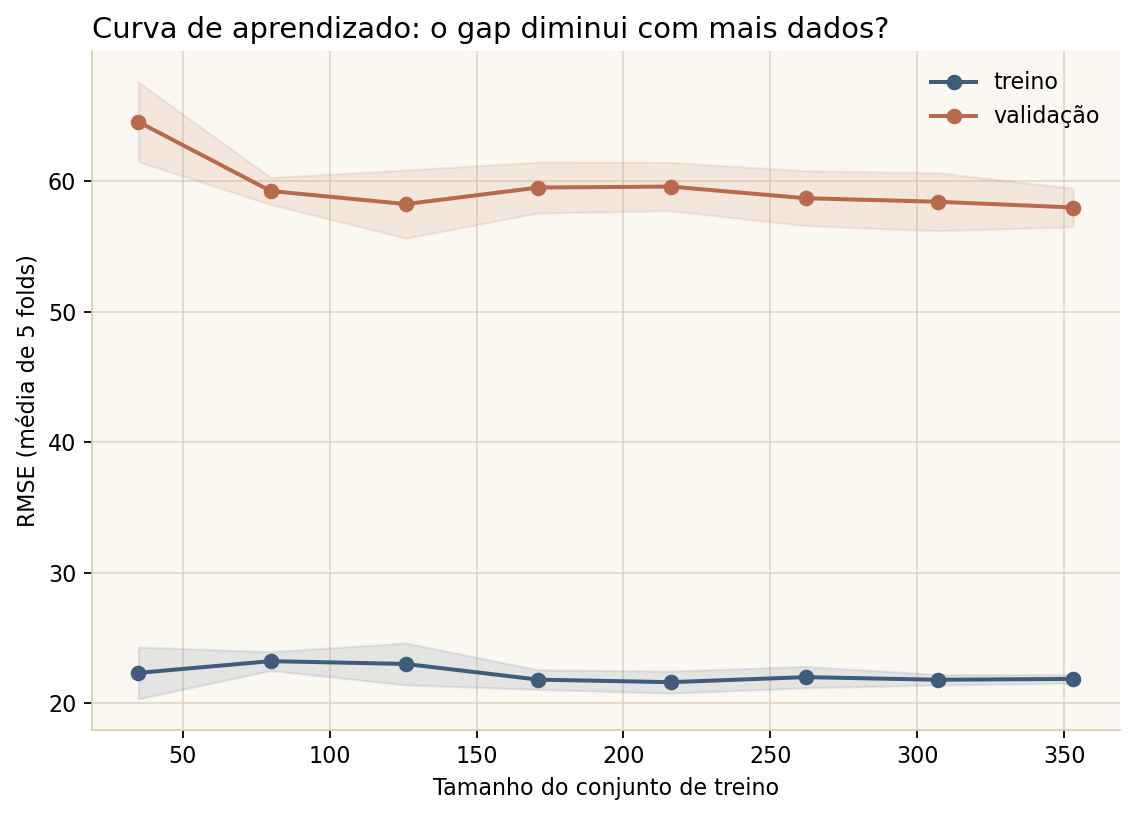 Curva de aprendizado: o gap diminui com mais dados?
treino
validação
RMSE (média de 5 folds)
60
50
40
30
20
50 100 150 200 250 300 350
Tamanho do conjunto de treino